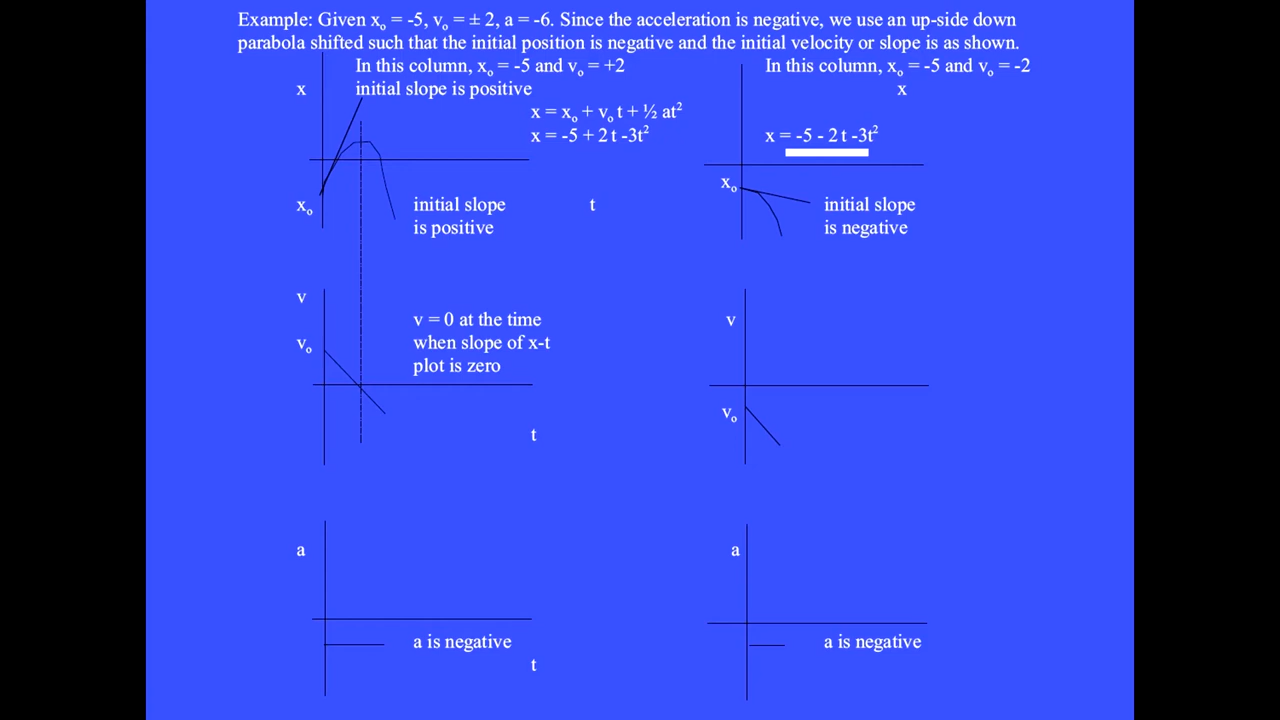 Example: Given xₒ = -5, vₒ = ± 2, a = -6. Since the acceleration is negative, we use an up-side down
parabola shifted such that the initial position is negative and the initial velocity or slope is as shown.
In this column, xₒ = -5 and vₒ = +2
initial slope is positive
x
x = xₒ + vₒ t + ½ at²
x = -5 + 2 t -3t²
xₒ
initial slope
is positive
t
In this column, xₒ = -5 and vₒ = -2
x
x = -5 - 2 t -3t²
xₒ
initial slope
is negative
v
vₒ
v = 0 at the time
when slope of x-t
plot is zero
t
v
vₒ
a
a is negative
t
a
a is negative